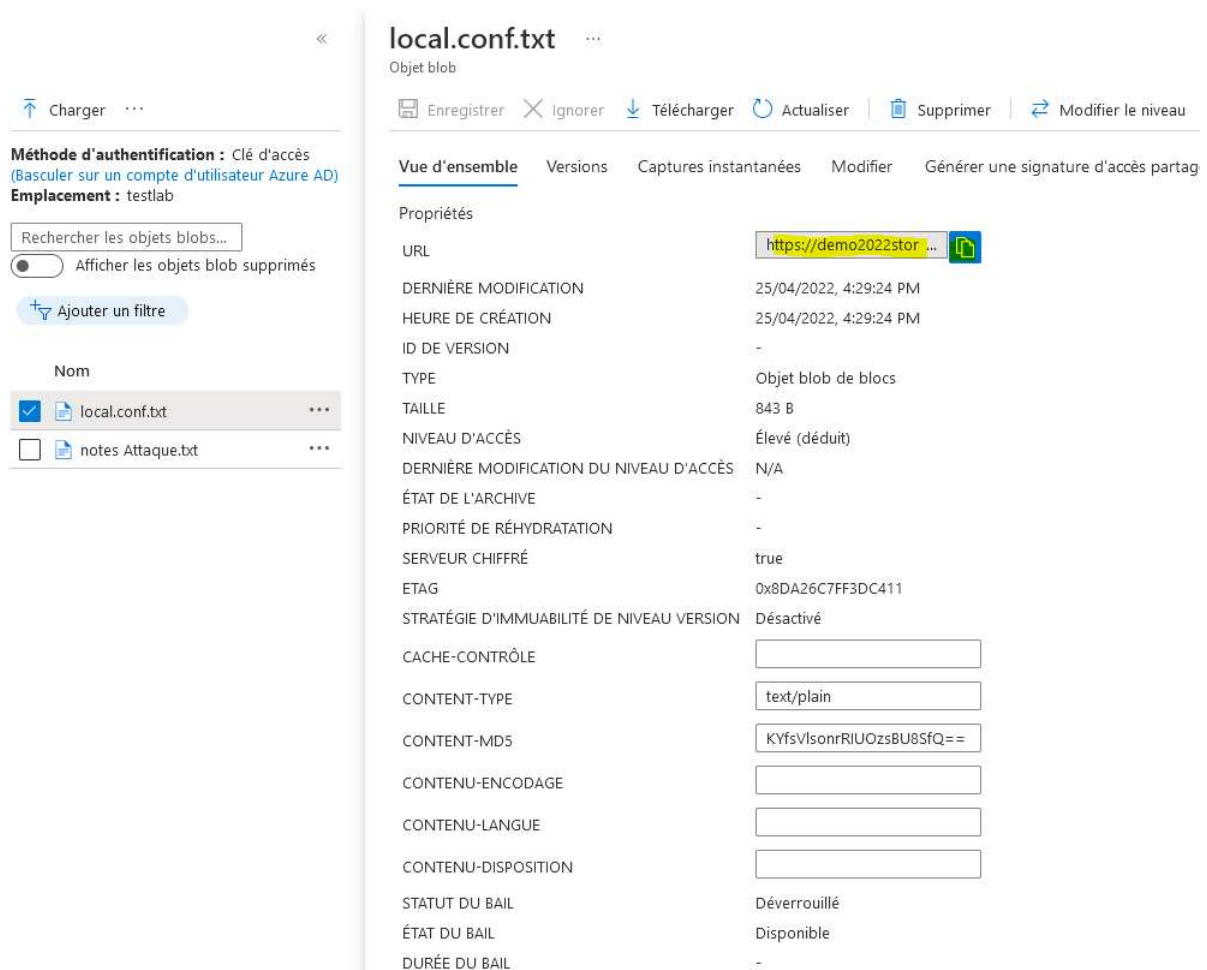 «
Charger ...
Méthode d'authentification : Clé d'accès
(Basculer sur un compte d'utilisateur Azure AD)
Emplacement : testlab
Rechercher les objets blobs...
Afficher les objets blob supprimés
Ajouter un filtre
Nom
local.conf.txt ...
notes Attaque.txt ...
local.conf.txt ...
Objet blob
Enregistrer Ignorer Télécharger Actualiser Supprimer Modifier le niveau
Vue d'ensemble Versions Captures instantanées Modifier Générer une signature d'accès partag
Propriétés
URL https://demo2022stor ...
DERNIÈRE MODIFICATION 25/04/2022, 4:29:24 PM
HEURE DE CRÉATION 25/04/2022, 4:29:24 PM
ID DE VERSION -
TYPE Objet blob de blocs
TAILLE 843 B
NIVEAU D'ACCÈS Élevé (déduit)
DERNIÈRE MODIFICATION DU NIVEAU D'ACCÈS N/A
ÉTAT DE L'ARCHIVE -
PRIORITÉ DE RÉHYDRATATION -
SERVEUR CHIFFRÉ true
ETAG 0x8DA26C7FF3DC411
STRATÉGIE D'IMMUABILITÉ DE NIVEAU VERSION Désactivé
CACHE-CONTRÔLE
CONTENT-TYPE text/plain
CONTENT-MD5 KYfsVlsonrRIUOzsBU8SfQ==
CONTENU-ENCODAGE
CONTENU-LANGUE
CONTENU-DISPOSITION
STATUT DU BAIL Déverrouillé
ÉTAT DU BAIL Disponible
DURÉE DU BAIL -